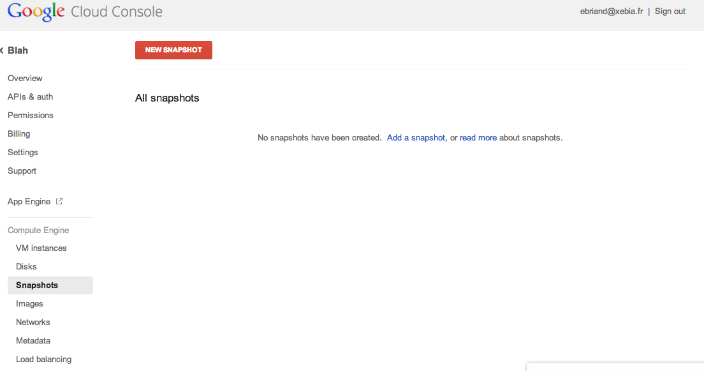 Google Cloud Console
ebriand@xebia.fr | Sign out
Blah
NEW SNAPSHOT
Overview
APIs & auth
Permissions
Billing
Settings
Support
App Engine
Compute Engine
VM instances
Disks
Snapshots
Images
Networks
Metadata
Load balancing
All snapshots
No snapshots have been created. Add a snapshot, or read more about snapshots.